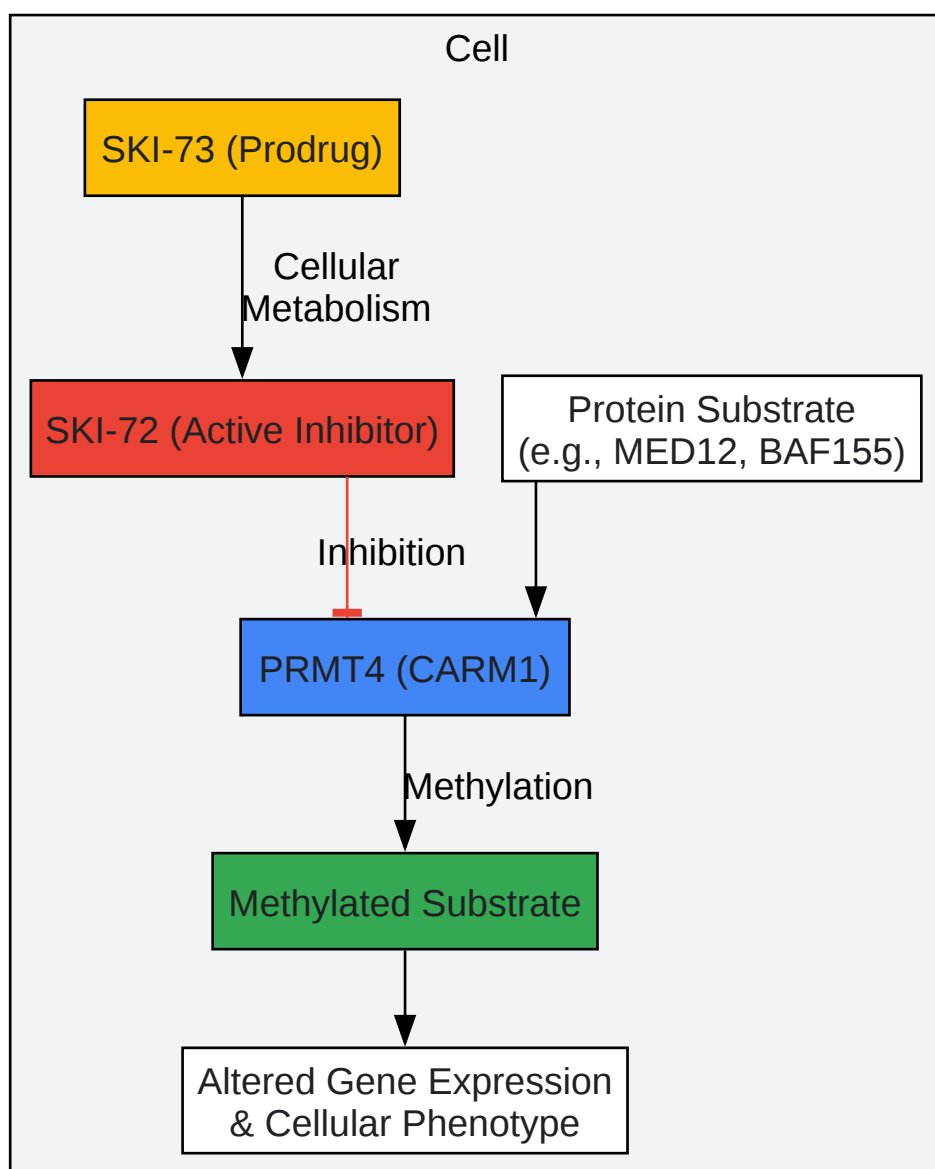 Cell
SKI-73 (Prodrug)
Cellular
Metabolism
SKI-72 (Active Inhibitor)
Protein Substrate
(e.g., MED12, BAF155)
Inhibition
PRMT4 (CARM1)
Methylation
Methylated Substrate
Altered Gene Expression
& Cellular Phenotype